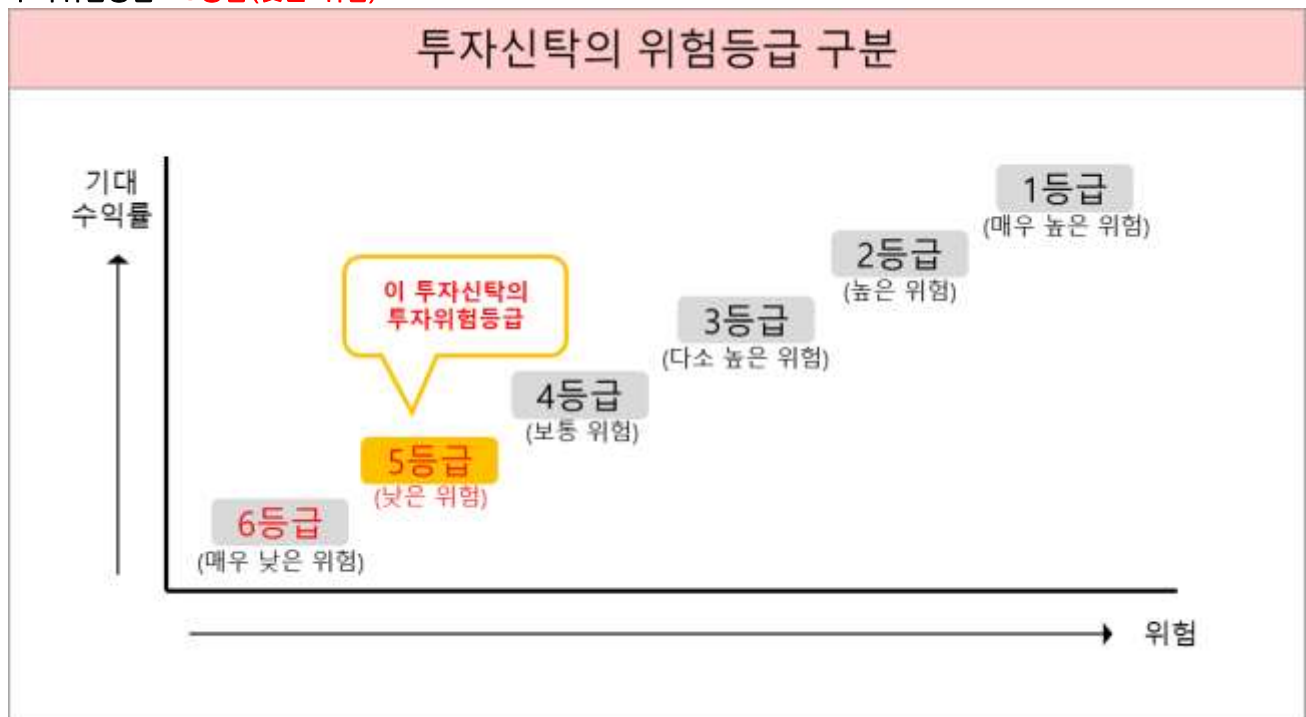 투자신탁의 위험등급 구분
기대
수익률
1등급
(매우 높은 위험)
2등급
(높은 위험)
이 투자신탁의
투자위험등급
3등급
(다소 높은 위험)
4등급
(보통 위험)
5등급
(낮은 위험)
6등급
(매우 낮은 위험)
위험